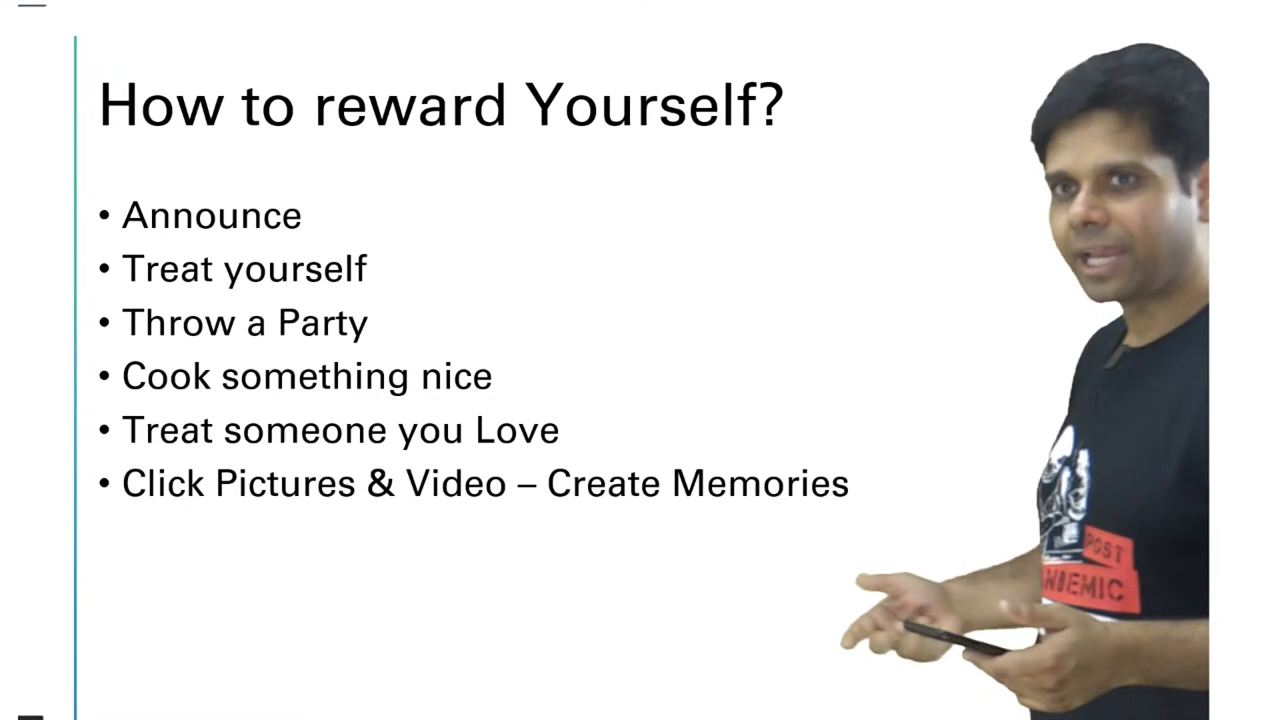 How to reward Yourself?
• Announce
• Treat yourself
• Throw a Party
• Cook something nice
• Treat someone you Love
• Click Pictures & Video – Create Memories
POST
ANDEMIC